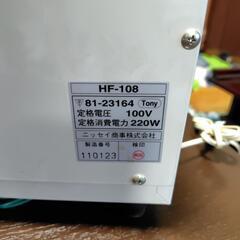 HF-108
〒81-23164 Tony
定格電圧 100V
定格消費電力 220W
ニッセイ商事株式会社
製造番号 検印
110123